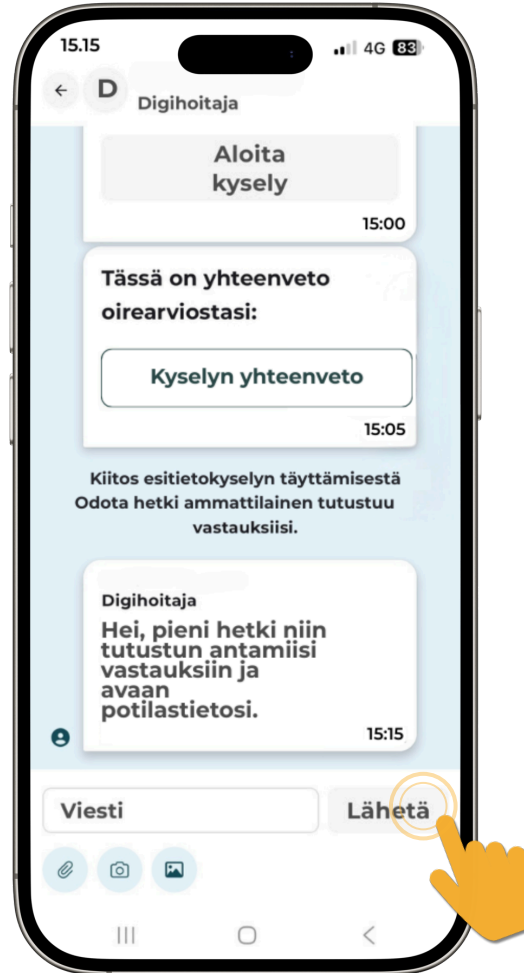 15.15
4G 83
D
Digihoitaja
Aloita
kysely
15:00
Tässä on yhteenveto
oirearviostasi:
Kyselyn yhteenveto
15:05
Kiitos esitietokyselyn täyttämisestä
Odota hetki ammattilainen tutustuu
vastauksiisi.
Digihoitaja
Hei, pieni hetki niin
tutustun antamiisi
vastauksiin ja
avaan
potilastietosi.
15:15
Viesti
Lähetä